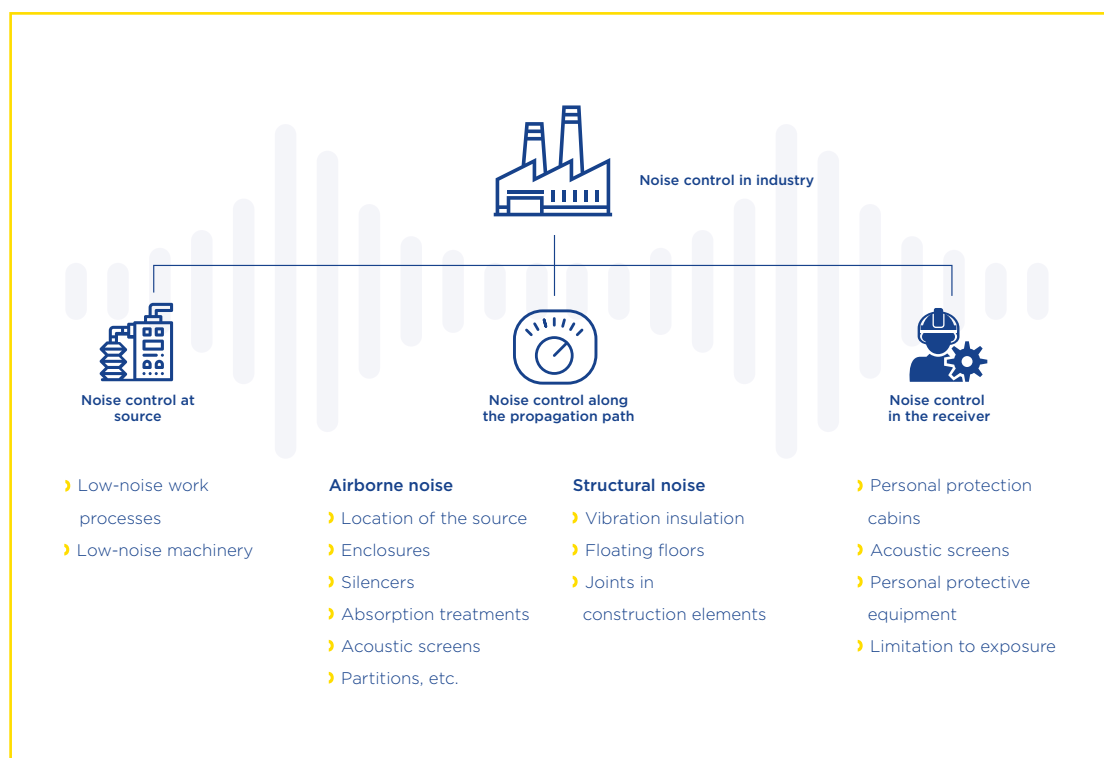 Noise control in industry
Noise control at
source
Noise control along
the propagation path
Noise control
in the receiver
Low-noise work
processes
Low-noise machinery
Airborne noise
Location of the source
Enclosures
Silencers
Absorption treatments
Acoustic screens
Partitions, etc.
Structural noise
Vibration insulation
Floating floors
Joints in
construction elements
Personal protection
cabins
Acoustic screens
Personal protective
equipment
Limitation to exposure